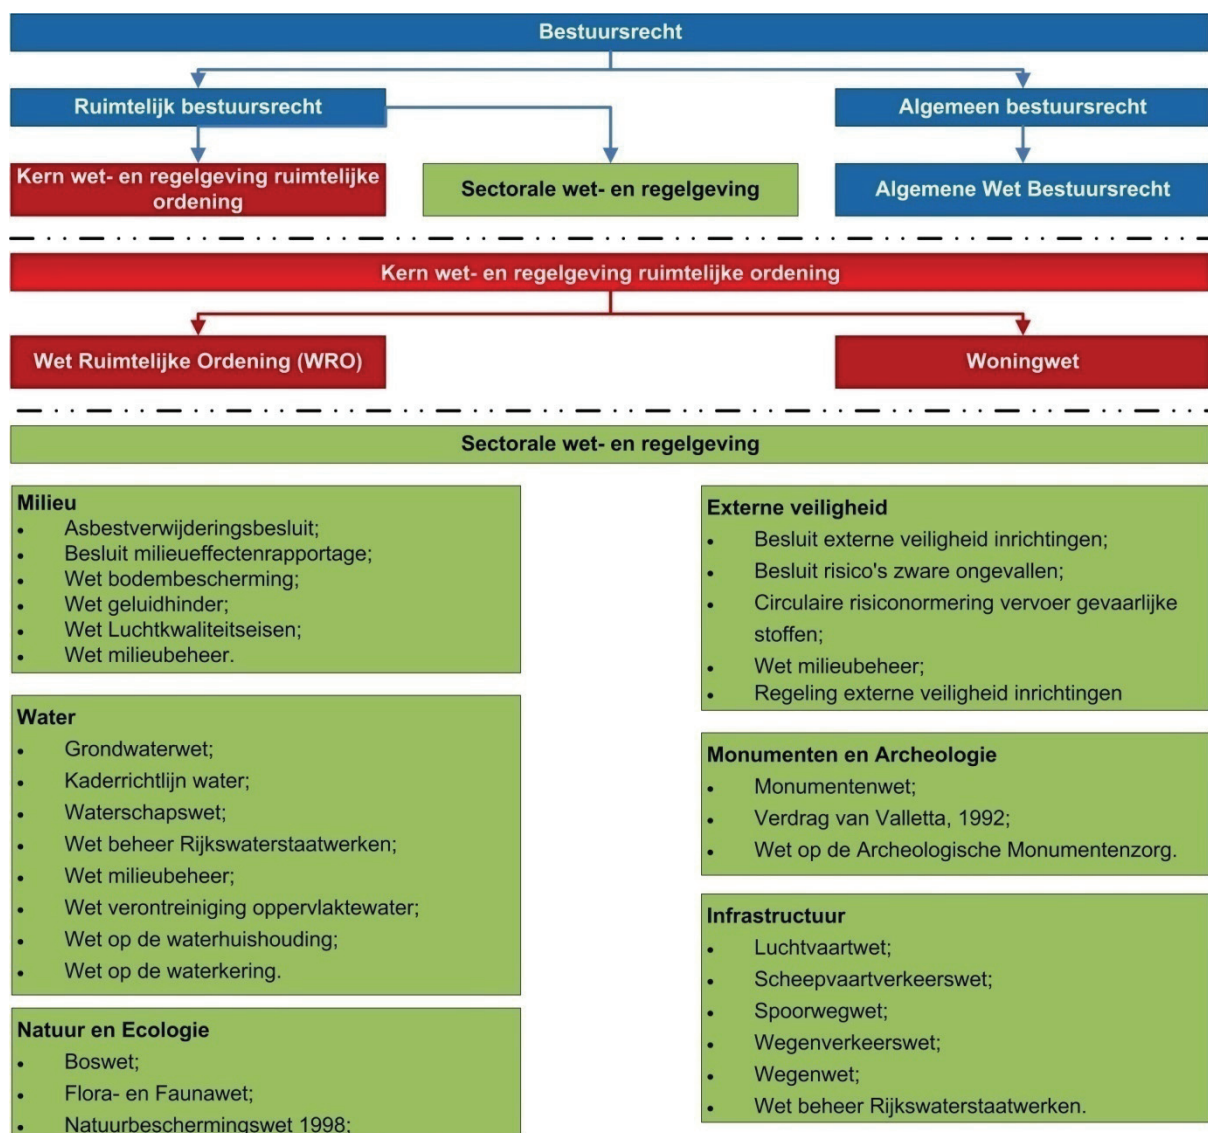 Bestuursrecht
Ruimtelijk bestuursrecht
Algemeen bestuursrecht
Kern wet- en regelgeving ruimtelijke
ordening
Sectorale wet- en regelgeving
Algemene Wet Bestuursrecht
Kern wet- en regelgeving ruimtelijke ordening
Wet Ruimtelijke Ordening (WRO)
Woningwet
Sectorale wet- en regelgeving
Milieu
• Asbestverwijderingsbesluit;
• Besluit milieueffectenrapportage;
• Wet bodembescherming;
• Wet geluidhinder;
• Wet Luchtkwaliteitseisen;
• Wet milieubeheer.
Water
• Grondwaterwet;
• Kaderrichtlijn water;
• Waterschapswet;
• Wet beheer Rijkswaterstaatwerken;
• Wet milieubeheer;
• Wet verontreiniging oppervlaktewater;
• Wet op de waterhuishouding;
• Wet op de waterkering.
Natuur en Ecologie
• Boswet;
• Flora- en Faunawet;
• Natuurbeschermingswet 1998;
Externe veiligheid
• Besluit externe veiligheid inrichtingen;
• Besluit risico's zware ongevallen;
• Circulaire risiconormering vervoer gevaarlijke
stoffen;
• Wet milieubeheer;
• Regeling externe veiligheid inrichtingen
Monumenten en Archeologie
• Monumentenwet;
• Verdrag van Valletta, 1992;
• Wet op de Archeologische Monumentenzorg.
Infrastructuur
• Luchtvaartwet;
• Scheepvaartverkeerswet;
• Spoorwegwet;
• Wegenverkeerswet;
• Wegenwet;
• Wet beheer Rijkswaterstaatwerken.